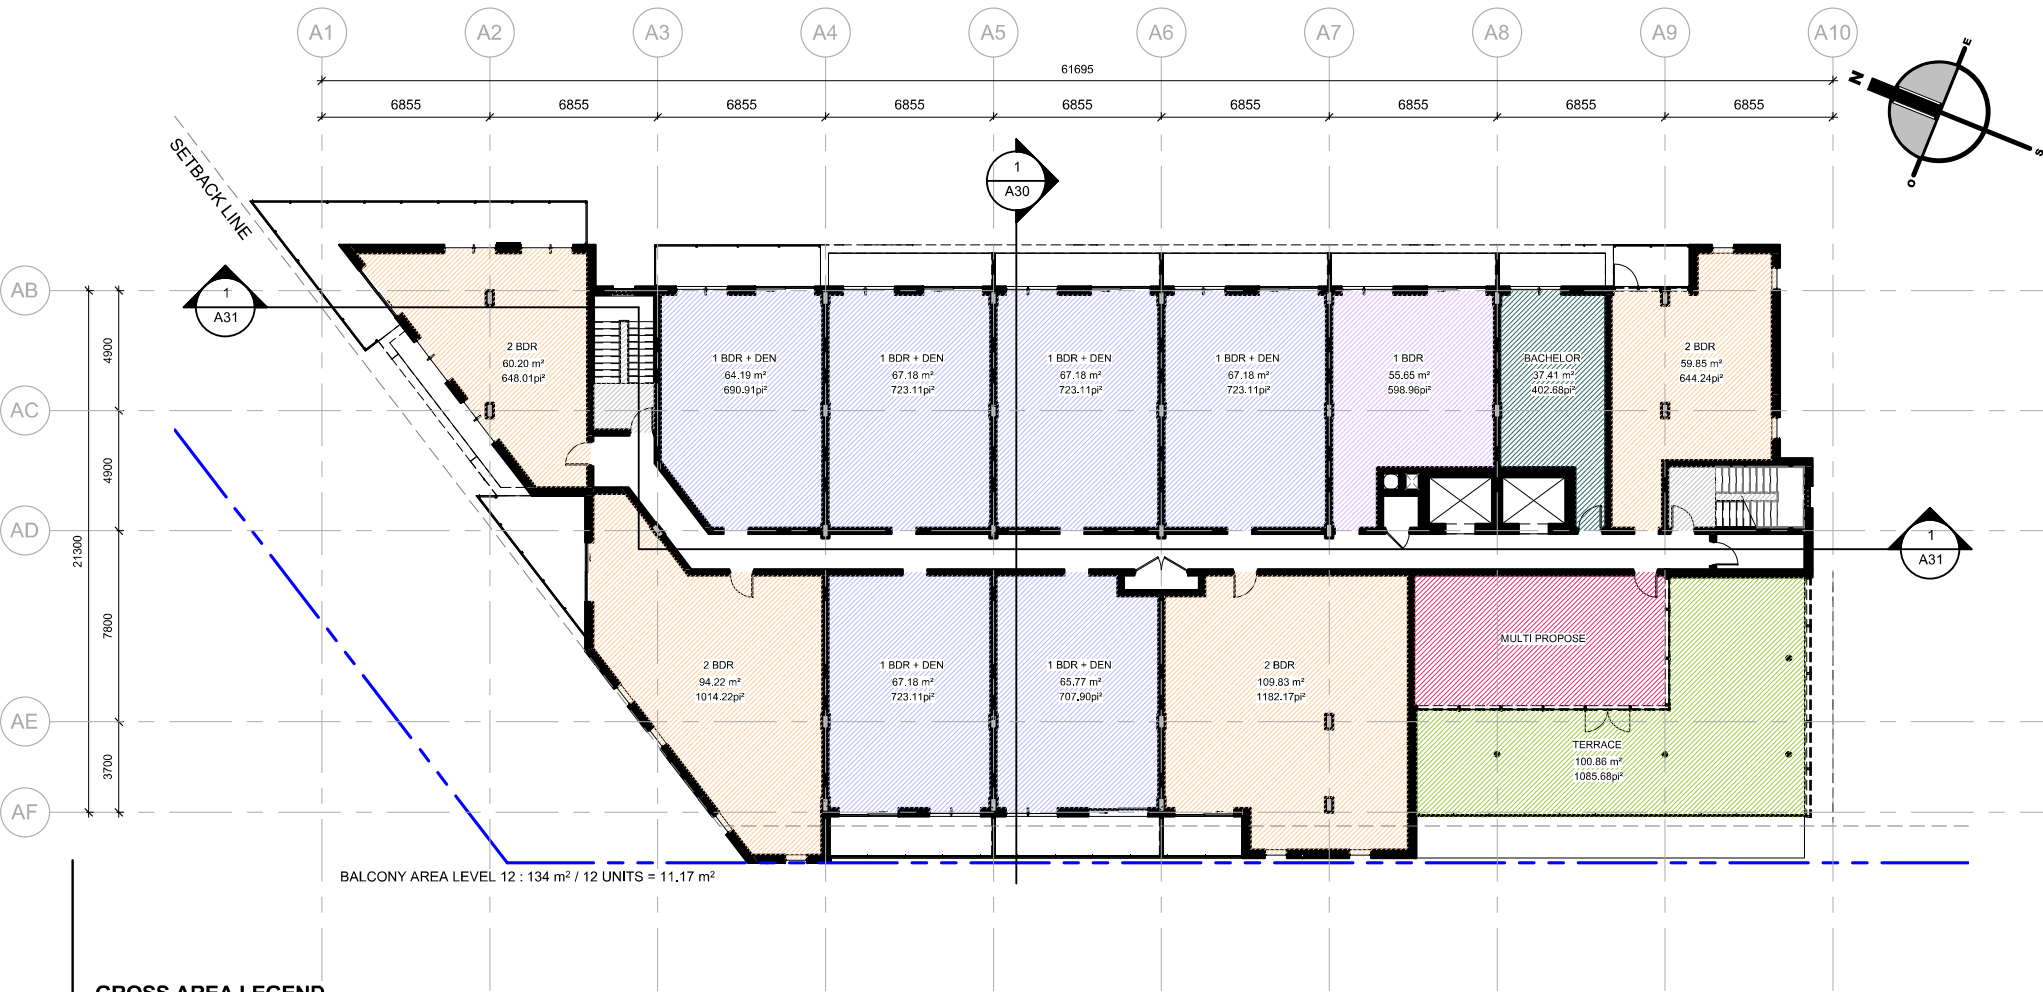 A1 A2 A3 A4 A5 A6 A7 A8 A9 A10
61695
6855 6855 6855 6855 6855 6855 6855 6855 6855
N
E
S
O
SETBACK LINE
1
A30
1
A31
1
A31
AB
AC
AD
AE
AF
4900
4900
21300
7800
3700
2 BDR
60.20 m²
648.01pi²
1 BDR + DEN
64.19 m²
690.91pi²
1 BDR + DEN
67.18 m²
723.11pi²
1 BDR + DEN
67.18 m²
723.11pi²
1 BDR + DEN
67.18 m²
723.11pi²
1 BDR
55.65 m²
598.96pi²
BACHELOR
37.41 m²
402.68pi²
2 BDR
59.85 m²
644.24pi²
2 BDR
94.22 m²
1014.22pi²
1 BDR + DEN
67.18 m²
723.11pi²
1 BDR + DEN
65.77 m²
707.90pi²
2 BDR
109.83 m²
1182.17pi²
MULTI PROPOSE
TERRACE
100.86 m²
1085.68pi²
BALCONY AREA LEVEL 12 : 134 m² / 12 UNITS = 11.17 m²
GROSS AREA LEGEND